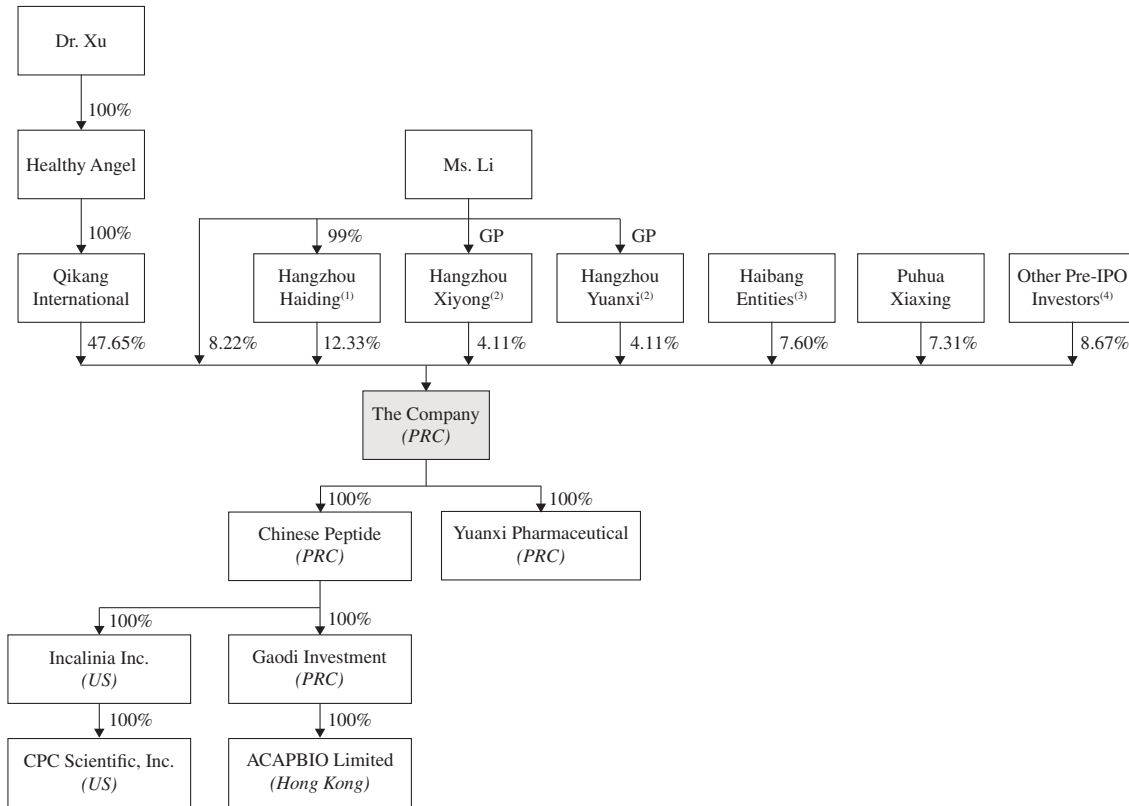 Dr. Xu
100%
Healthy Angel
Ms. Li
100%
99%
GP
GP
Qikang
International
Hangzhou
Haiding(1)
Hangzhou
Xiyong(2)
Hangzhou
Yuanxi(2)
Haibang
Entities(3)
Puhua
Xiaxing
Other Pre-IPO
Investors(4)
47.65%
8.22%
12.33%
4.11%
4.11%
7.60%
7.31%
8.67%
The Company
(PRC)
100%
100%
Chinese Peptide
(PRC)
Yuanxi Pharmaceutical
(PRC)
100%
100%
Incalinia Inc.
(US)
Gaodi Investment
(PRC)
100%
100%
CPC Scientific, Inc.
(US)
ACAPBIO Limited
(Hong Kong)